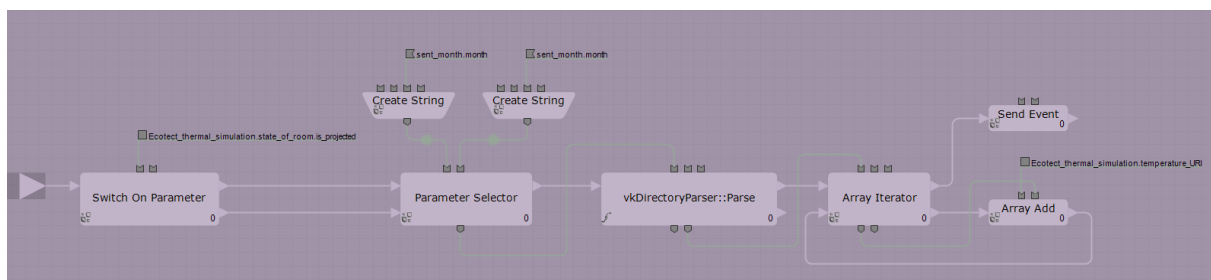 sent_month.month
sent_month.month
Create String
Create String
Send Event
0
Ecotect_thermal_simulation.state_of_room.is_projected
Ecotect_thermal_simulation.temperature_URI
Switch On Parameter
0
Parameter Selector
0
vkDirectoryParser::Parse
0
Array Iterator
0
Array Add
0